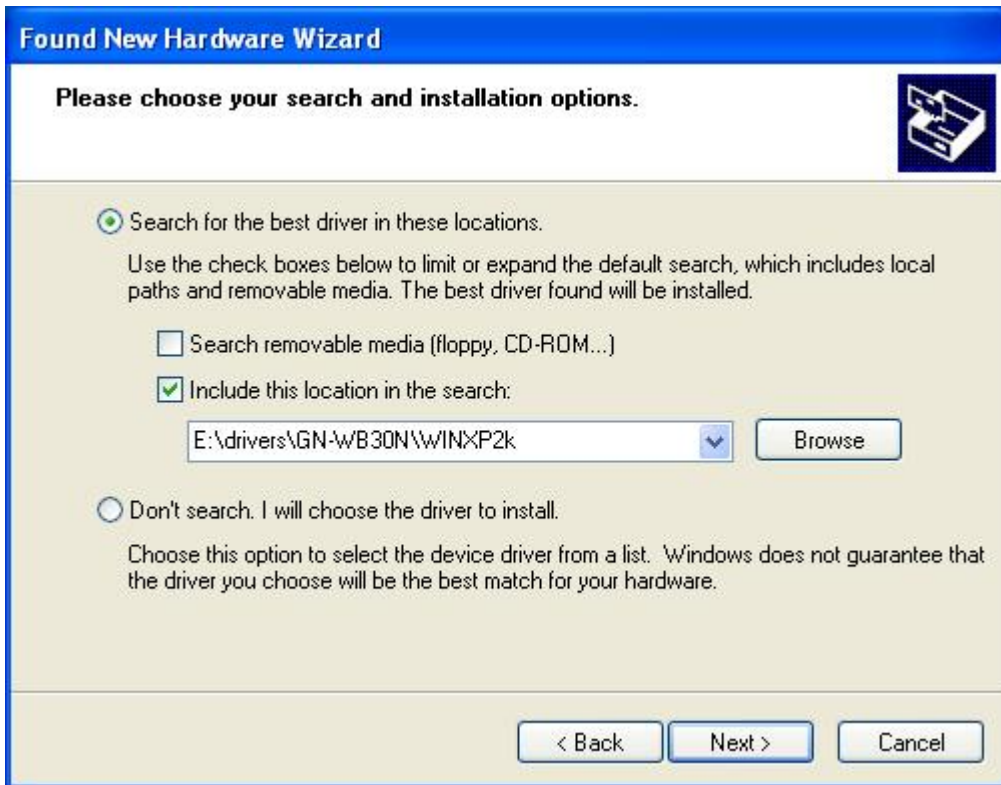 Found New Hardware Wizard
Please choose your search and installation options.
Search for the best driver in these locations.
Use the check boxes below to limit or expand the default search, which includes local
paths and removable media. The best driver found will be installed.
Search removable media (floppy, CD-ROM...)
Include this location in the search:
E:\drivers\GN-WB30N\WINXP2k
Browse
Don't search. I will choose the driver to install.
Choose this option to select the device driver from a list.  Windows does not guarantee that
the driver you choose will be the best match for your hardware.
< Back
Next >
Cancel